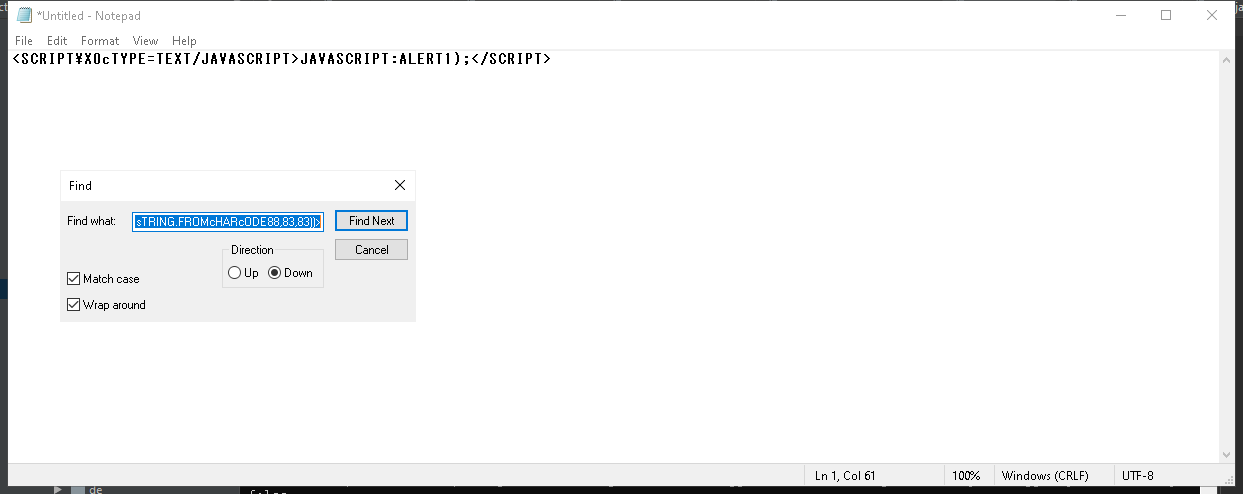 *Untitled - Notepad
File Edit Format View Help
<SCRIPT¥X0cTYPE=TEXT/JAVASCRIPT>JAVASCRIPT:ALERT1);</SCRIPT>
Find
Find what: sTRING.FROMcHARcODE88,83,83))> Find Next
Direction Cancel
Up Down
Match case
Wrap around
Ln 1, Col 61 100% Windows (CRLF) UTF-8
de